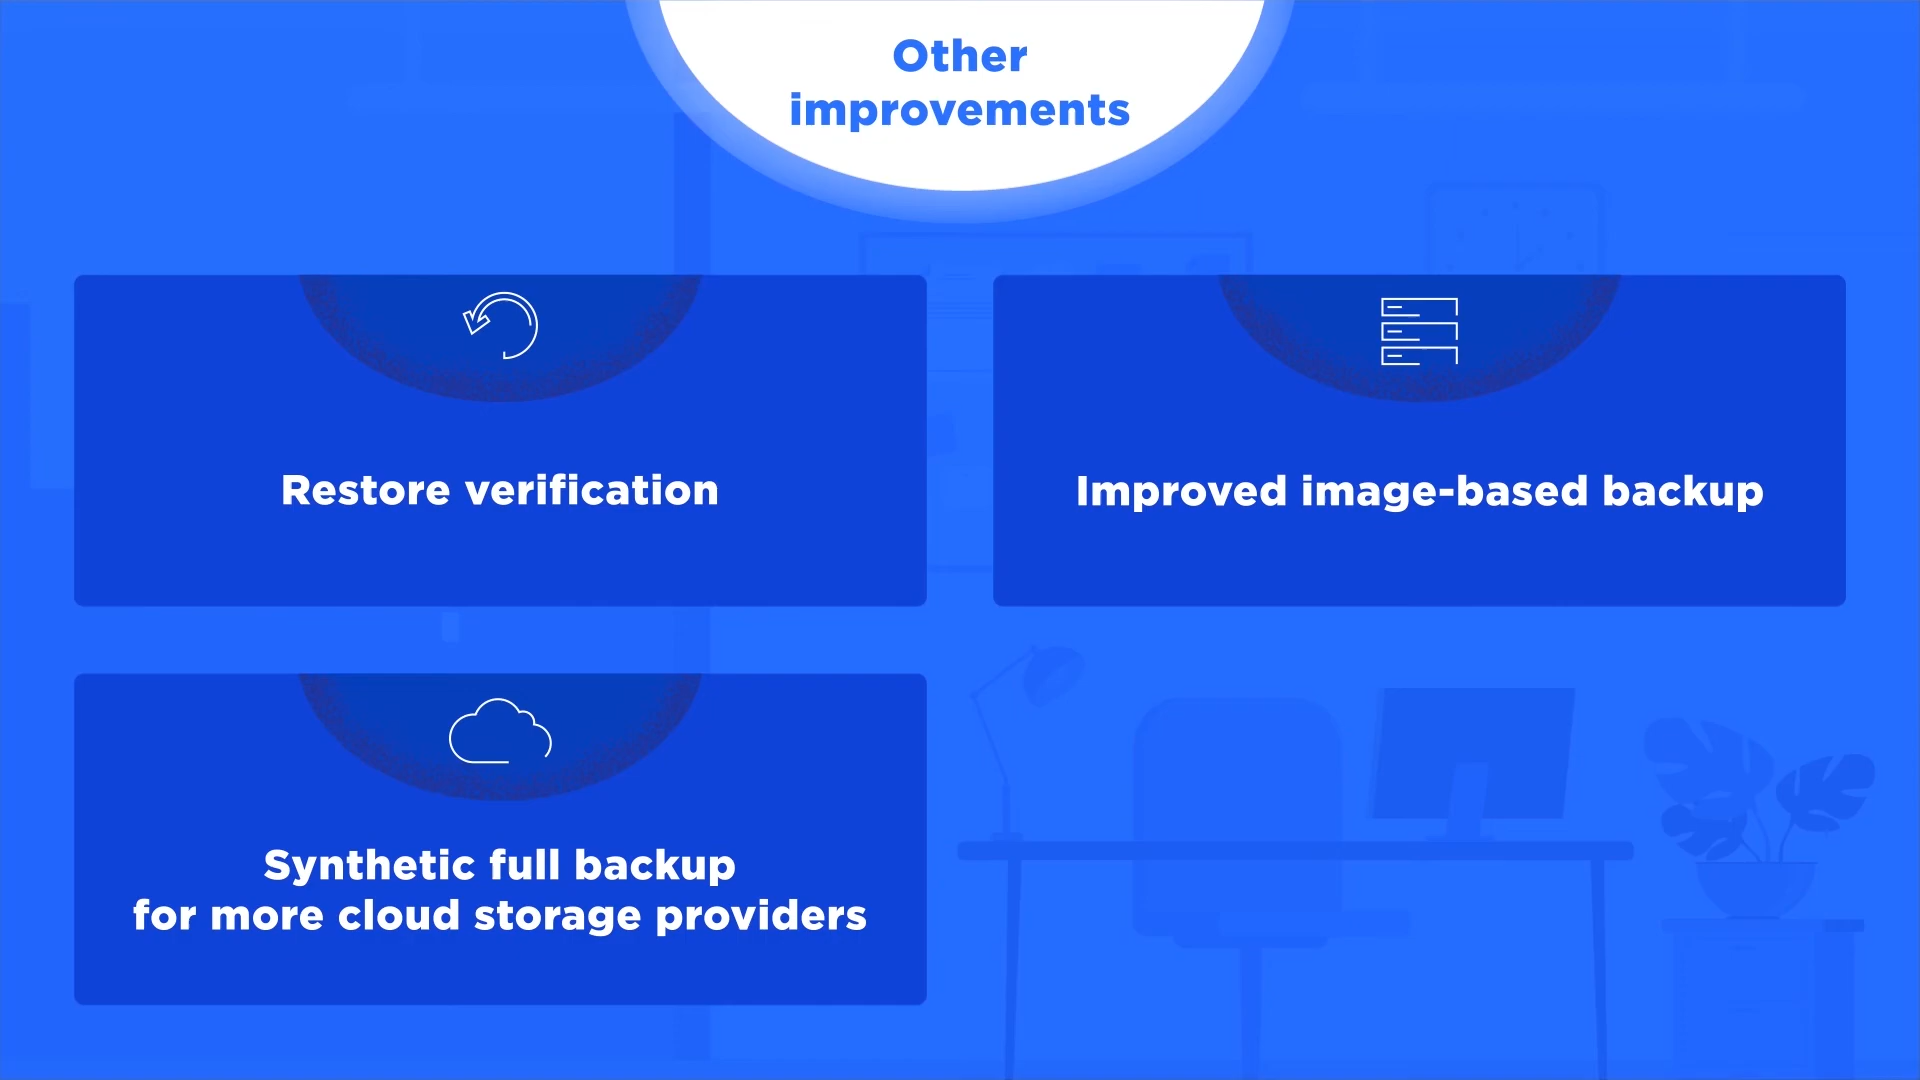 Other
improvements
Restore verification
Improved image-based backup
Synthetic full backup
for more cloud storage providers